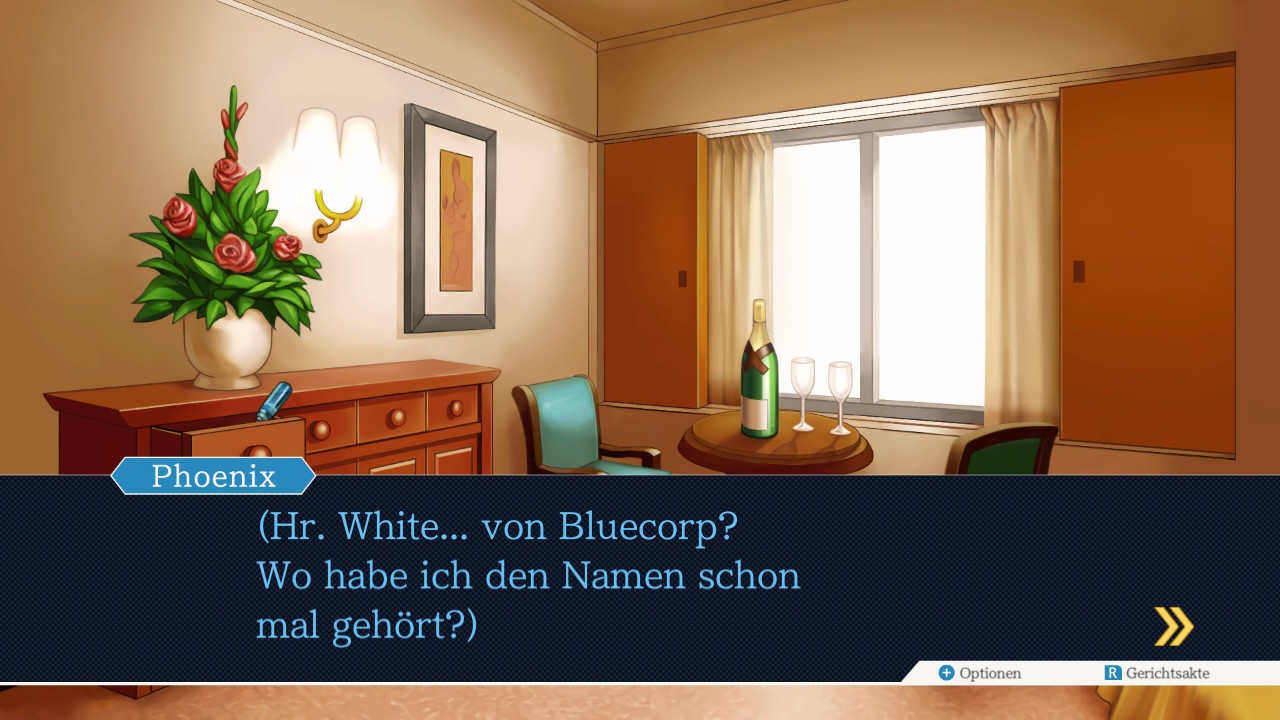 Phoenix
(Hr. White... von Bluecorp?
Wo habe ich den Namen schon
mal gehört?)
+ Optionen
R Gerichtsakte